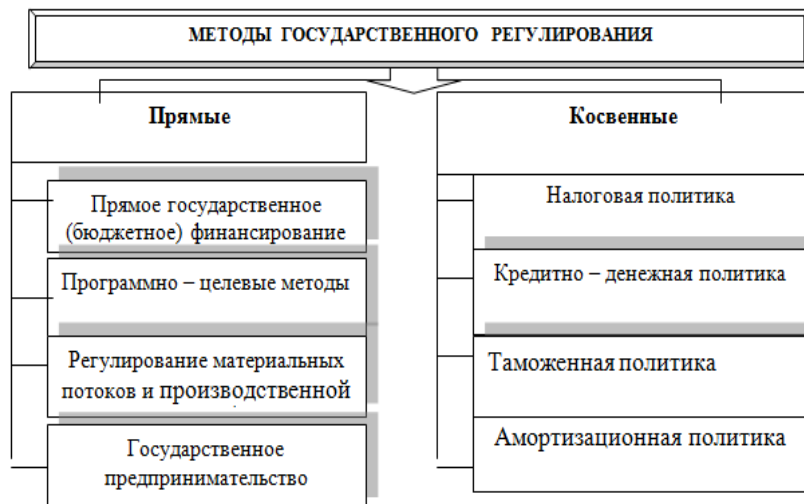 МЕТОДЫ ГОСУДАРСТВЕННОГО РЕГУЛИРОВАНИЯ
Прямые
Прямое государственное
(бюджетное) финансирование
Программно – целевые методы
Регулирование материальных
потоков и производственной
Государственное
предпринимательство
Косвенные
Налоговая политика
Кредитно – денежная политика
Таможенная политика
Амортизационная политика